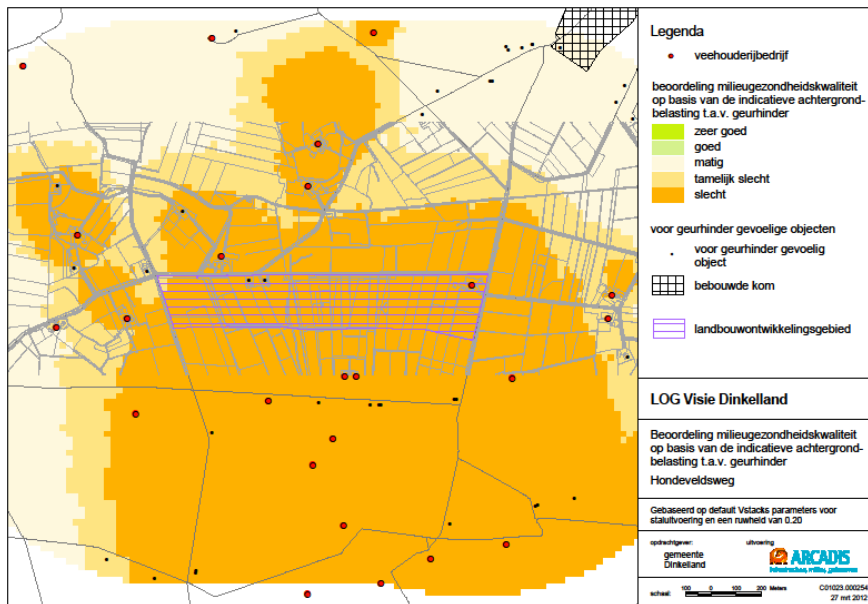 Legenda
veehouderijbedrijf
beoordeling milieugezondheidskwaliteit
op basis van de indicatieve achtergrond-
belasting t.a.v. geurhinder
zeer goed
goed
matig
tamelijk slecht
slecht
voor geurhinder gevoelige objecten
voor geurhinder gevoelig
object
bebouwde kom
landbouwontwikkelingsgebied
LOG Visie Dinkelland
Beoordeling milieugezondheidskwaliteit
op basis van de indicatieve achtergrond-
belasting t.a.v. geurhinder
Hondeveldsweg
Gebaseerd op default Vstacks parameters voor
staluitvoering en een ruwheid van 0.20
opdrachtgever: uitvoering
gemeente
Dinkelland
ARCADIS
Infrastructuur, milieu, gebouwen
schaal: 100 0 100 200 Meters
C01023.000254
27 mrt 2012